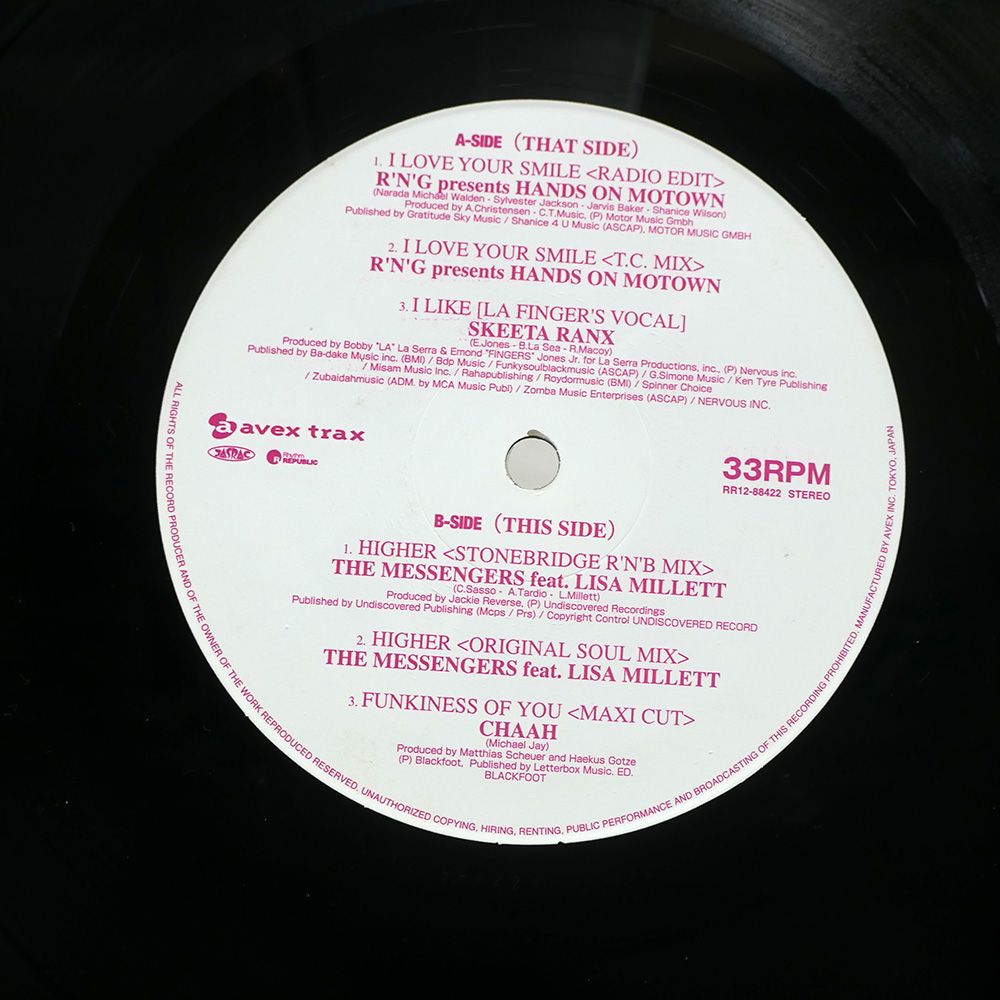 A-SIDE (THAT SIDE)
1. I LOVE YOUR SMILE <RADIO EDIT>
R'N'G presents HANDS ON MOTOWN
(Narada Michael Walden - Sylvester Jackson - Jarvis Baker - Shanice Wilson)
Produced by A.Christensen - C.T.Music, (P) Motor Music Gmbh
Published by Gratitude Sky Music / Shanice 4 U Music (ASCAP), MOTOR MUSIC GMBH
2. I LOVE YOUR SMILE <T.C. MIX>
R'N'G presents HANDS ON MOTOWN
3. I LIKE [LA FINGER'S VOCAL]
SKEETA RANX
(E.Jones - B.La Sea - R.Macoy)
Produced by Bobby "LA" La Serra & Emond "FINGERS" Jones Jr. for La Serra Productions, inc., (P) Nervous inc.
Published by Ba-dake Music inc. (BMI) / Bdp Music / Funkysoulblackmusic (ASCAP) / G.Simone Music / Ken Tyre Publishing
/ Misam Music Inc. / Rahapublishing / Roydormusic (BMI) / Spinner Choice
/ Zubaidahmusic (ADM. by MCA Music Publ) / Zomba Music Enterprises (ASCAP) / NERVOUS INC.
a avex trax
JASRAC
R Rhythm REPUBLIC
33RPM
RR12-88422 STEREO
B-SIDE (THIS SIDE)
1. HIGHER <STONEBRIDGE R'N'B MIX>
THE MESSENGERS feat. LISA MILLETT
(C.Sasso - A.Tardio - L.Millett)
Produced by Jackie Reverse, (P) Undiscovered Recordings
Published by Undiscovered Publishing (Mcps / Prs) / Copyright Control UNDISCOVERED RECORD
2. HIGHER <ORIGINAL SOUL MIX>
THE MESSENGERS feat. LISA MILLETT
3. FUNKINESS OF YOU <MAXI CUT>
CHAAH
(Michael Jay)
Produced by Matthias Scheuer and Haekus Gotze
(P) Blackfoot, Published by Letterbox Music. ED.
BLACKFOOT
ALL RIGHTS OF THE RECORD PRODUCER AND OF THE OWNER OF THE WORK REPRODUCED RESERVED. UNAUTHORIZED COPYING, HIRING, RENTING, PUBLIC PERFORMANCE AND BROADCASTING OF THIS RECORDING PROHIBITED. MANUFACTURED BY AVEX INC. TOKYO, JAPAN